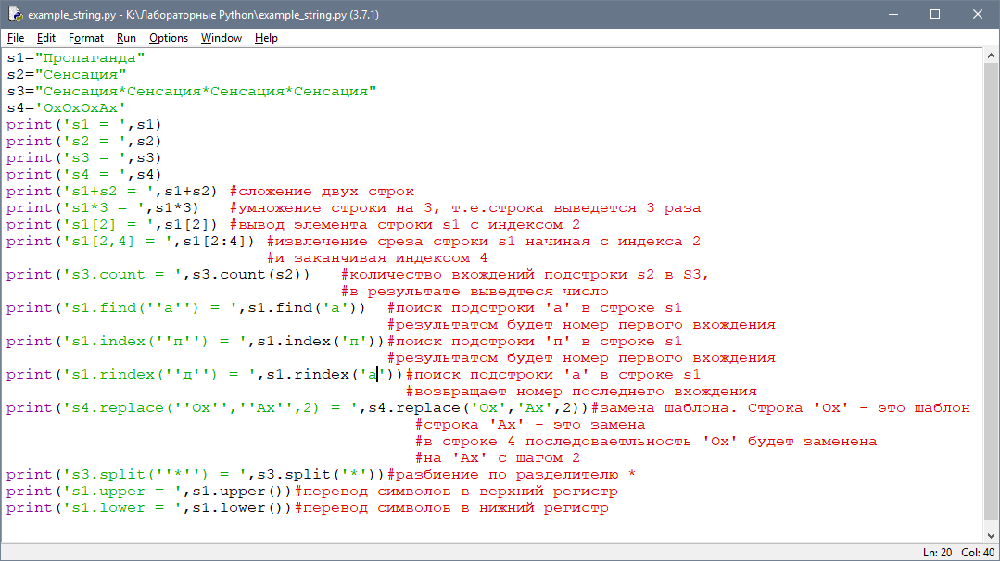 example_string.py - K:\Лабораторные Python\example_string.py (3.7.1)
File Edit Format Run Options Window Help
s1="Пропаганда"
s2="Сенсация"
s3="Сенсация*Сенсация*Сенсация*Сенсация"
s4='ОхОхОхАх'
print('s1 = ',s1)
print('s2 = ',s2)
print('s3 = ',s3)
print('s4 = ',s4)
print('s1+s2 = ',s1+s2) #сложение двух строк
print('s1*3 = ',s1*3) #умножение строки на 3, т.е.строка выведется 3 раза
print('s1[2] = ',s1[2]) #вывод элемента строки s1 с индексом 2
print('s1[2,4] = ',s1[2:4]) #извлечение среза строки s1 начиная с индекса 2
#и заканчивая индексом 4
print('s3.count = ',s3.count(s2)) #количество вхождений подстроки s2 в S3,
#в результате выведтеся число
print('s1.find(''а'') = ',s1.find('а')) #поиск подстроки 'а' в строке s1
#результатом будет номер первого вхождения
print('s1.index(''п'') = ',s1.index('п'))#поиск подстроки 'п' в строке s1
#результатом будет номер первого вхождения
print('s1.rindex(''д'') = ',s1.rindex('а'))#поиск подстроки 'а' в строке s1
#возвращает номер последнего вхождения
print('s4.replace(''Ох'',''Ах'',2) = ',s4.replace('Ох','Ах',2))#замена шаблона. Строка 'Ох' - это шаблон
#строка 'Ах' - это замена
#в строке 4 последоваетльность 'Ох' будет заменена
#на 'Ах' с шагом 2
print('s3.split(''*'') = ',s3.split('*'))#разбиение по разделителю *
print('s1.upper = ',s1.upper())#перевод символов в верхний регистр
print('s1.lower = ',s1.lower())#перевод символов в нижний регистр
Ln: 20 Col: 40